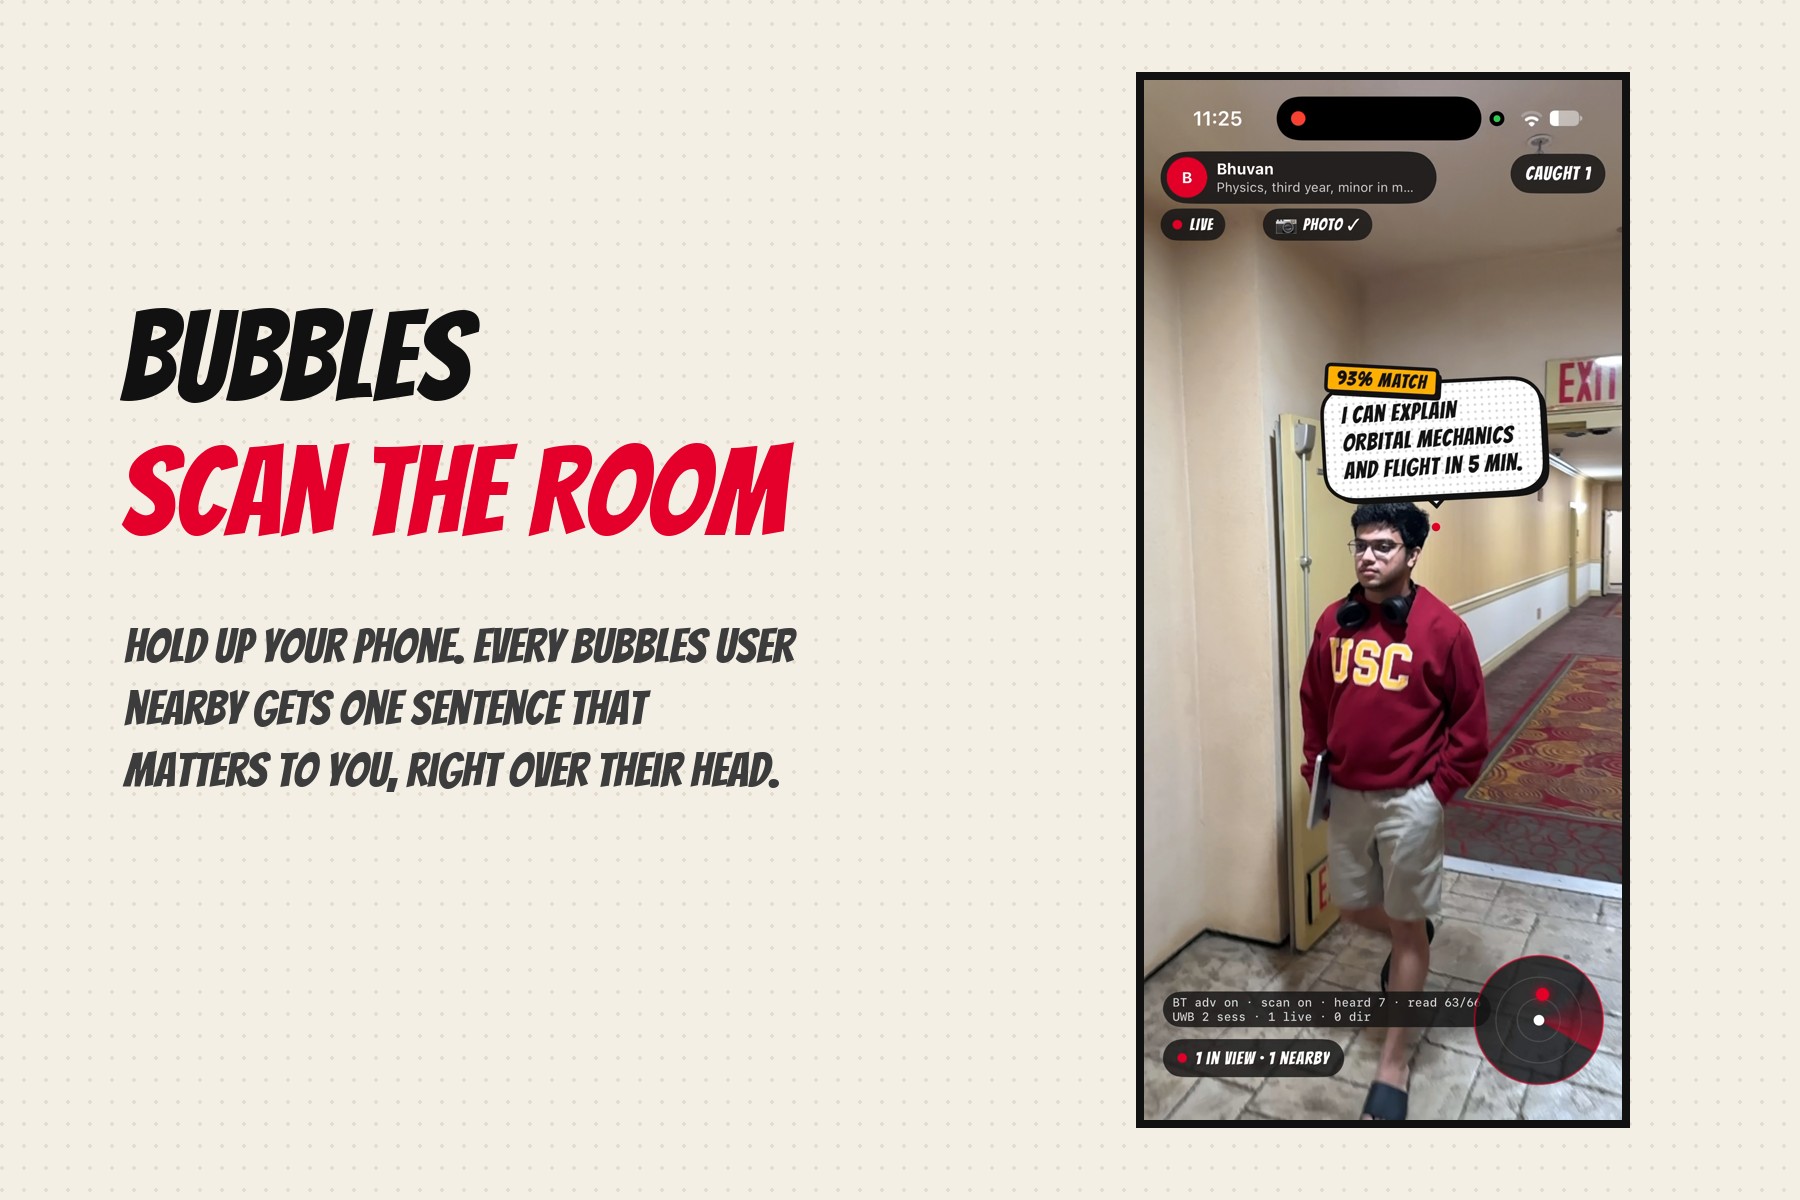 BUBBLES
SCAN THE ROOM
HOLD UP YOUR PHONE. EVERY BUBBLES USER
NEARBY GETS ONE SENTENCE THAT
MATTERS TO YOU, RIGHT OVER THEIR HEAD.
11:25
B
Bhuvan
Physics, third year, minor in m...
CAUGHT 1
LIVE
PHOTO ✓
93% MATCH
I CAN EXPLAIN
ORBITAL MECHANICS
AND FLIGHT IN 5 MIN.
EXIT
USC
BT adv on · scan on · heard 7 · read 63/66
UWB 2 sess · 1 live · 0 dir
1 IN VIEW · 1 NEARBY